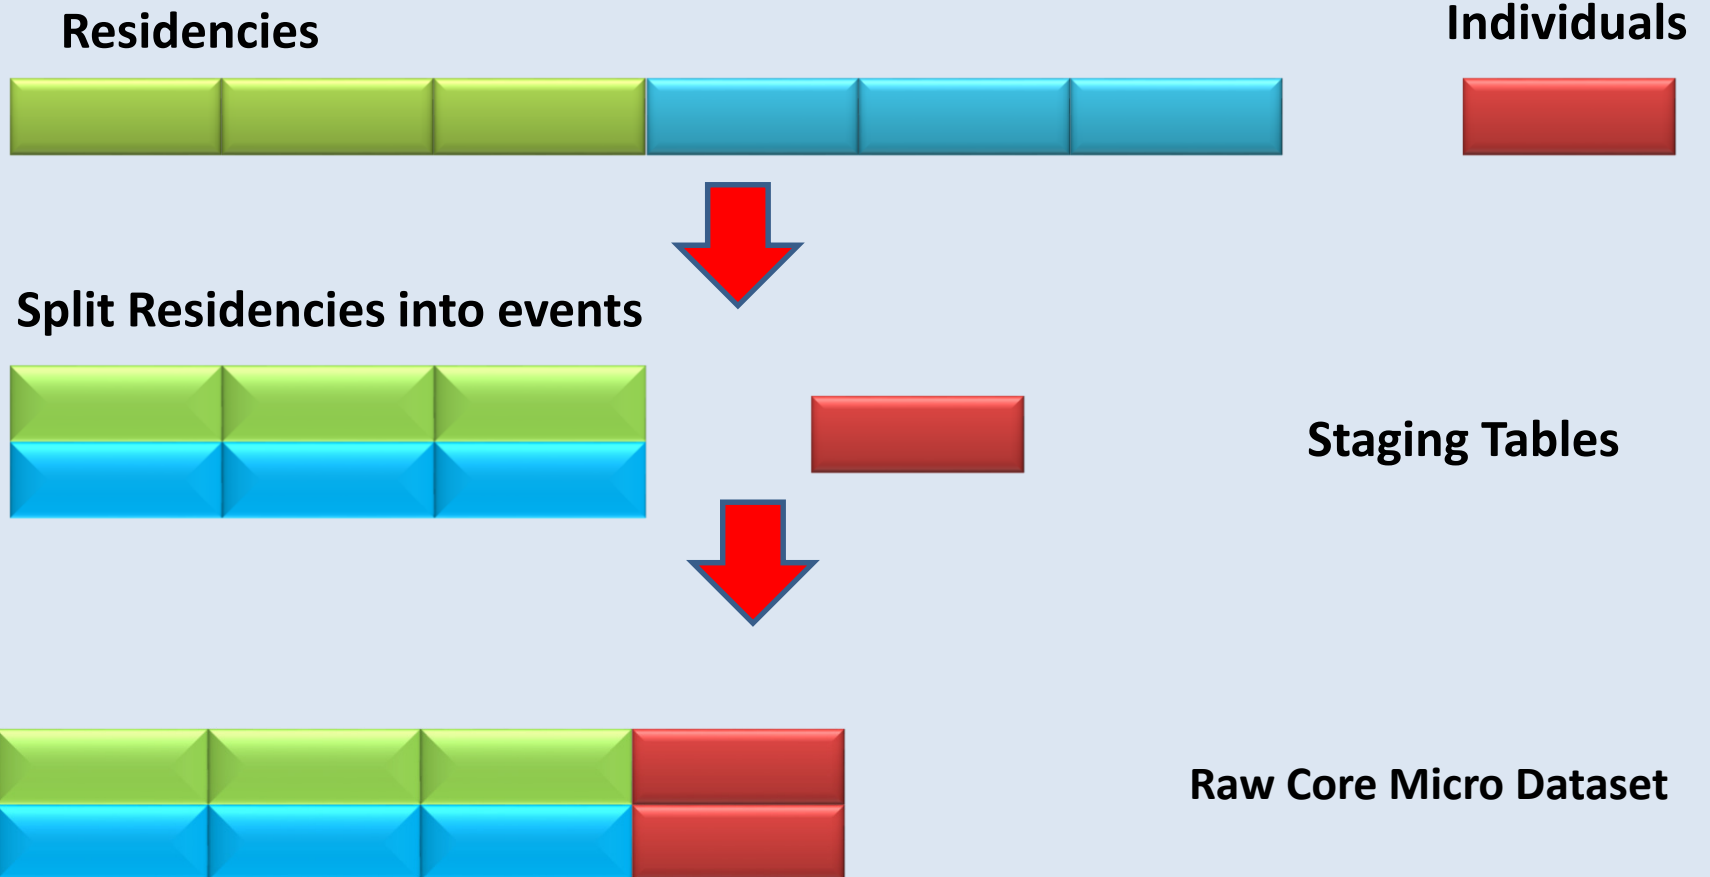 Residencies
Individuals
Split Residencies into events
Staging Tables
Raw Core Micro Dataset